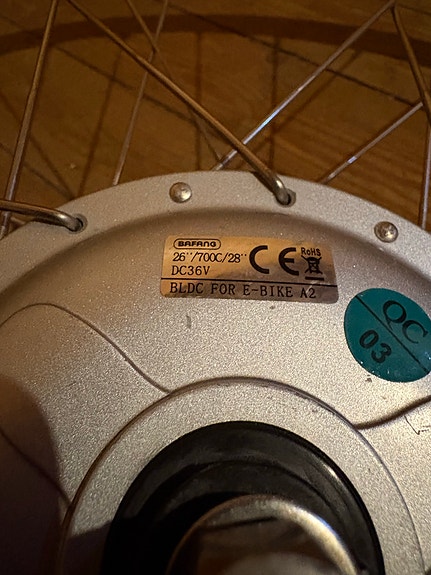 BAFANG
26"/700C/28" CE RoHS
DC36V
BLDC FOR E-BIKE A2
QC
03